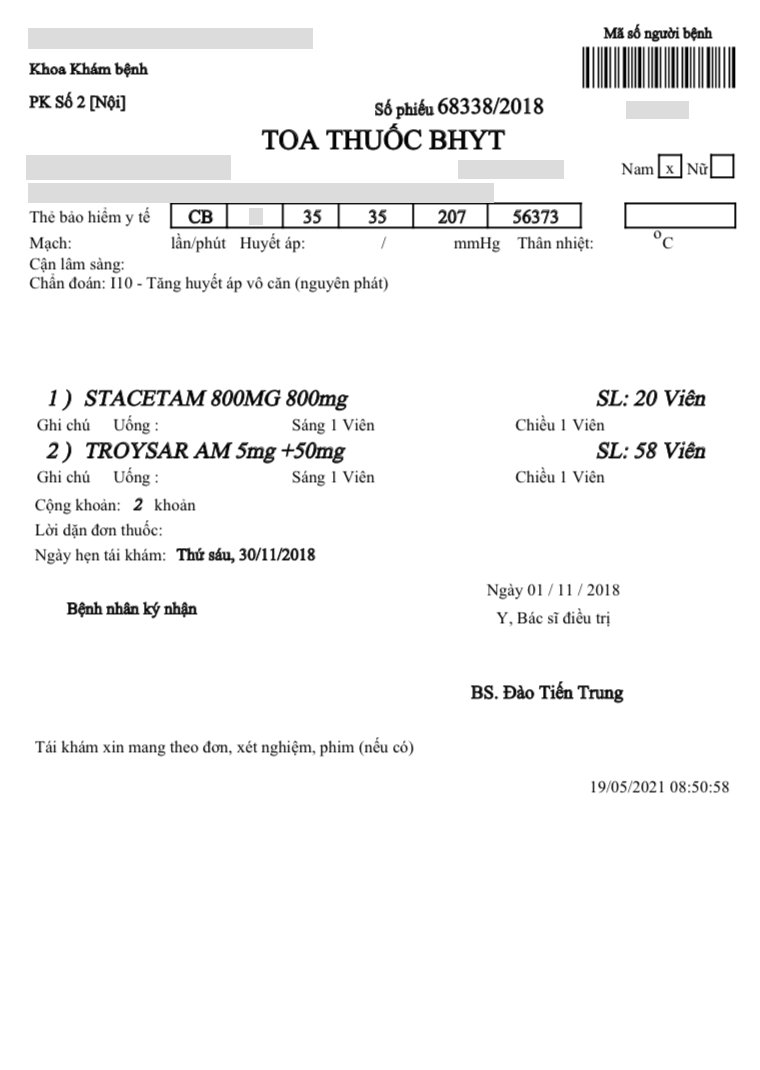 Mã số người bệnh
Khoa Khám bệnh
PK Số 2 [Nội]
Số phiếu 68338/2018
TOA THUỐC BHYT
Nam x Nữ
Thẻ bảo hiểm y tế CB 35 35 207 56373
Mạch: lần/phút Huyết áp: / mmHg Thân nhiệt: °C
Cận lâm sàng:
Chẩn đoán: I10 - Tăng huyết áp vô căn (nguyên phát)
1 ) STACETAM 800MG 800mg SL: 20 Viên
Ghi chú Uống : Sáng 1 Viên Chiều 1 Viên
2 ) TROYSAR AM 5mg +50mg SL: 58 Viên
Ghi chú Uống : Sáng 1 Viên Chiều 1 Viên
Cộng khoản: 2 khoản
Lời dặn đơn thuốc:
Ngày hẹn tái khám: Thứ sáu, 30/11/2018
Ngày 01 / 11 / 2018
Bệnh nhân ký nhận
Y, Bác sĩ điều trị
BS. Đào Tiến Trung
Tái khám xin mang theo đơn, xét nghiệm, phim (nếu có)
19/05/2021 08:50:58